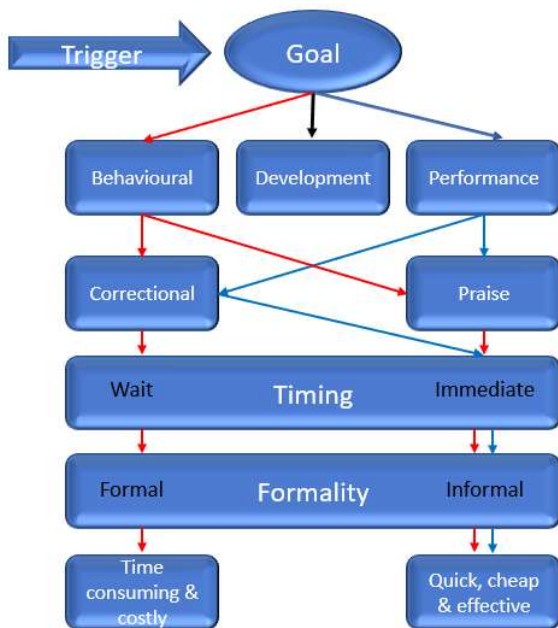 Trigger
Goal
Behavioural
Development
Performance
Correctional
Praise
Wait
Timing
Immediate
Formal
Formality
Informal
Time
consuming &
costly
Quick, cheap
& effective